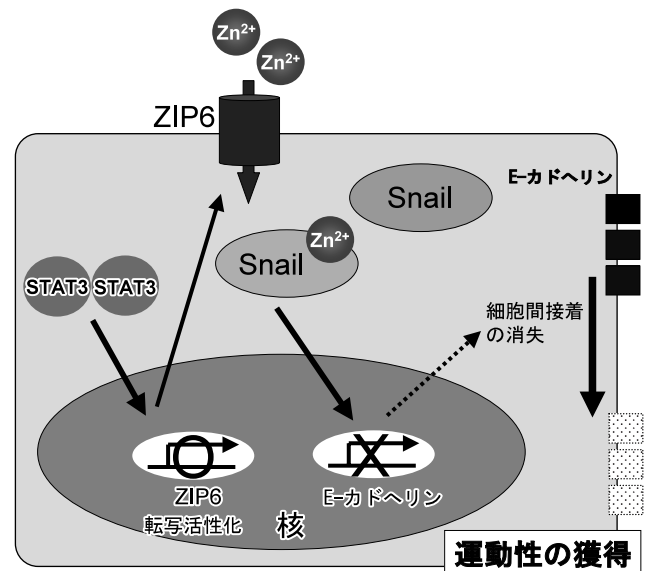 Zn²⁺
Zn²⁺
ZIP6
E-カドヘリン
Snail
Zn²⁺
Snail
STAT3 STAT3
細胞間接着
の消失
ZIP6
転写活性化
E-カドヘリン
核
運動性の獲得